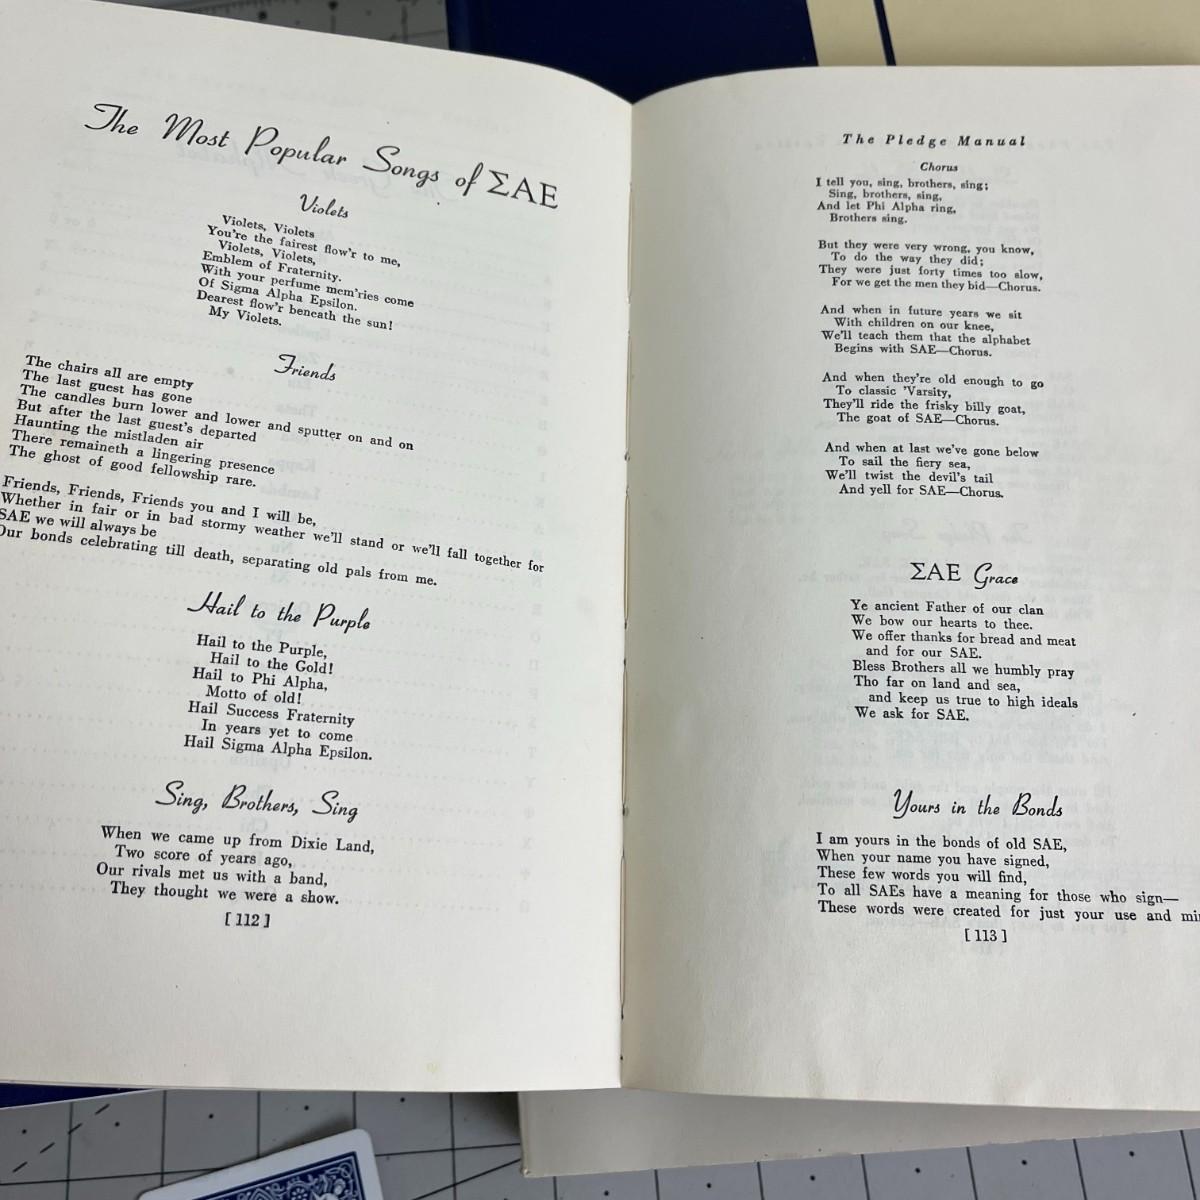 The Most Popular Songs of ΣAE
Violets
Violets, Violets
You're the fairest flow'r to me,
Violets, Violets,
Emblem of Fraternity.
With your perfume mem'ries come
Of Sigma Alpha Epsilon.
Dearest flow'r beneath the sun!
My Violets.
Friends
The chairs all are empty
The last guest has gone
The candles burn lower and lower and sputter on and on
But after the last guest's departed
Haunting the mistladen air
There remaineth a lingering presence
The ghost of good fellowship rare.
Friends, Friends, Friends you and I will be,
Whether in fair or in bad stormy weather we'll stand or we'll fall together for
SAE we will always be
Our bonds celebrating till death, separating old pals from me.
Hail to the Purple
Hail to the Purple,
Hail to the Gold!
Hail to Phi Alpha,
Motto of old!
Hail Success Fraternity
In years yet to come
Hail Sigma Alpha Epsilon.
Sing, Brothers, Sing
When we came up from Dixie Land,
Two score of years ago,
Our rivals met us with a band,
They thought we were a show.
[ 112 ]
The Pledge Manual
Chorus
I tell you, sing, brothers, sing;
Sing, brothers, sing,
And let Phi Alpha ring,
Brothers sing.
But they were very wrong, you know,
To do the way they did;
They were just forty times too slow,
For we get the men they bid—Chorus.
And when in future years we sit
With children on our knee,
We'll teach them that the alphabet
Begins with SAE—Chorus.
And when they're old enough to go
To classic 'Varsity,
They'll ride the frisky billy goat,
The goat of SAE—Chorus.
And when at last we've gone below
To sail the fiery sea,
We'll twist the devil's tail
And yell for SAE—Chorus.
ΣAE Grace
Ye ancient Father of our clan
We bow our hearts to thee.
We offer thanks for bread and meat
and for our SAE.
Bless Brothers all we humbly pray
Tho far on land and sea,
and keep us true to high ideals
We ask for SAE.
Yours in the Bonds
I am yours in the bonds of old SAE,
When your name you have signed,
These few words you will find,
To all SAEs have a meaning for those who sign—
These words were created for just your use and
[ 113 ]